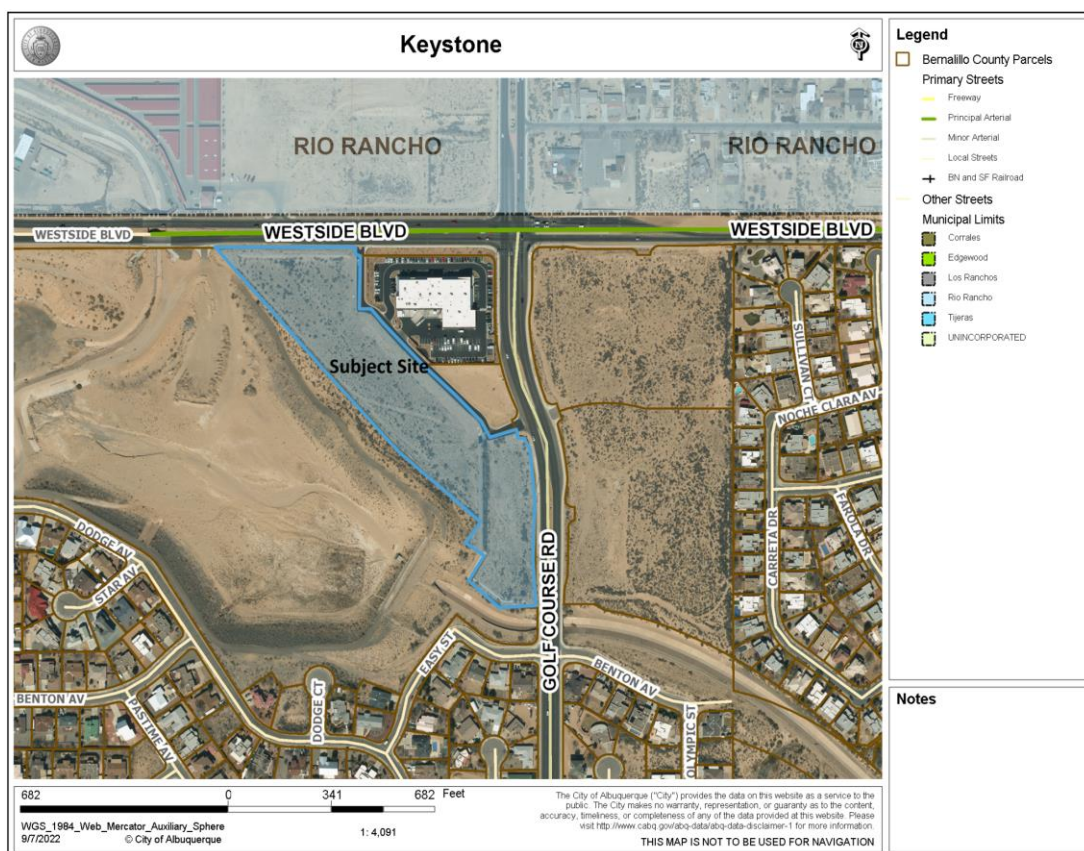 Keystone
RIO RANCHO
RIO RANCHO
WESTSIDE BLVD
WESTSIDE BLVD
WESTSIDE BLVD
Subject Site
SULLIVAN CT
NOCHE CLARA AV
FAROLA DR
CARRETA DR
GOLF COURSE RD
DODGE AV
STAR AV
EASY ST
BENTON AV
BENTON AV
PASTIME AV
DODGE CT
OLYMPIC ST
Legend
Bernalillo County Parcels
Primary Streets
Freeway
Principal Arterial
Minor Arterial
Local Streets
BN and SF Railroad
Other Streets
Municipal Limits
Corrales
Edgewood
Los Ranchos
Rio Rancho
Tijeras
UNINCORPORATED
Notes
682 0 341 682 Feet
WGS_1984_Web_Mercator_Auxiliary_Sphere
9/7/2022 © City of Albuquerque
1: 4,091
The City of Albuquerque ("City") provides the data on this website as a service to the
public. The City makes no warranty, representation, or guaranty as to the content,
accuracy, timeliness, or completeness of any of the data provided at this website. Please
visit http://www.cabq.gov/abq-data/abq-data-disclaimer-1 for more information.
THIS MAP IS NOT TO BE USED FOR NAVIGATION